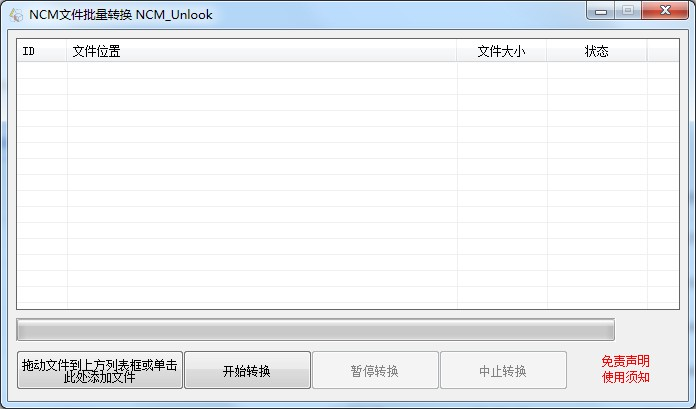 NCM文件批量转换 NCM_Unlook
ID 文件位置 文件大小 状态
拖动文件到上方列表框或单击
此处添加文件
开始转换
暂停转换
中止转换
免责声明
使用须知